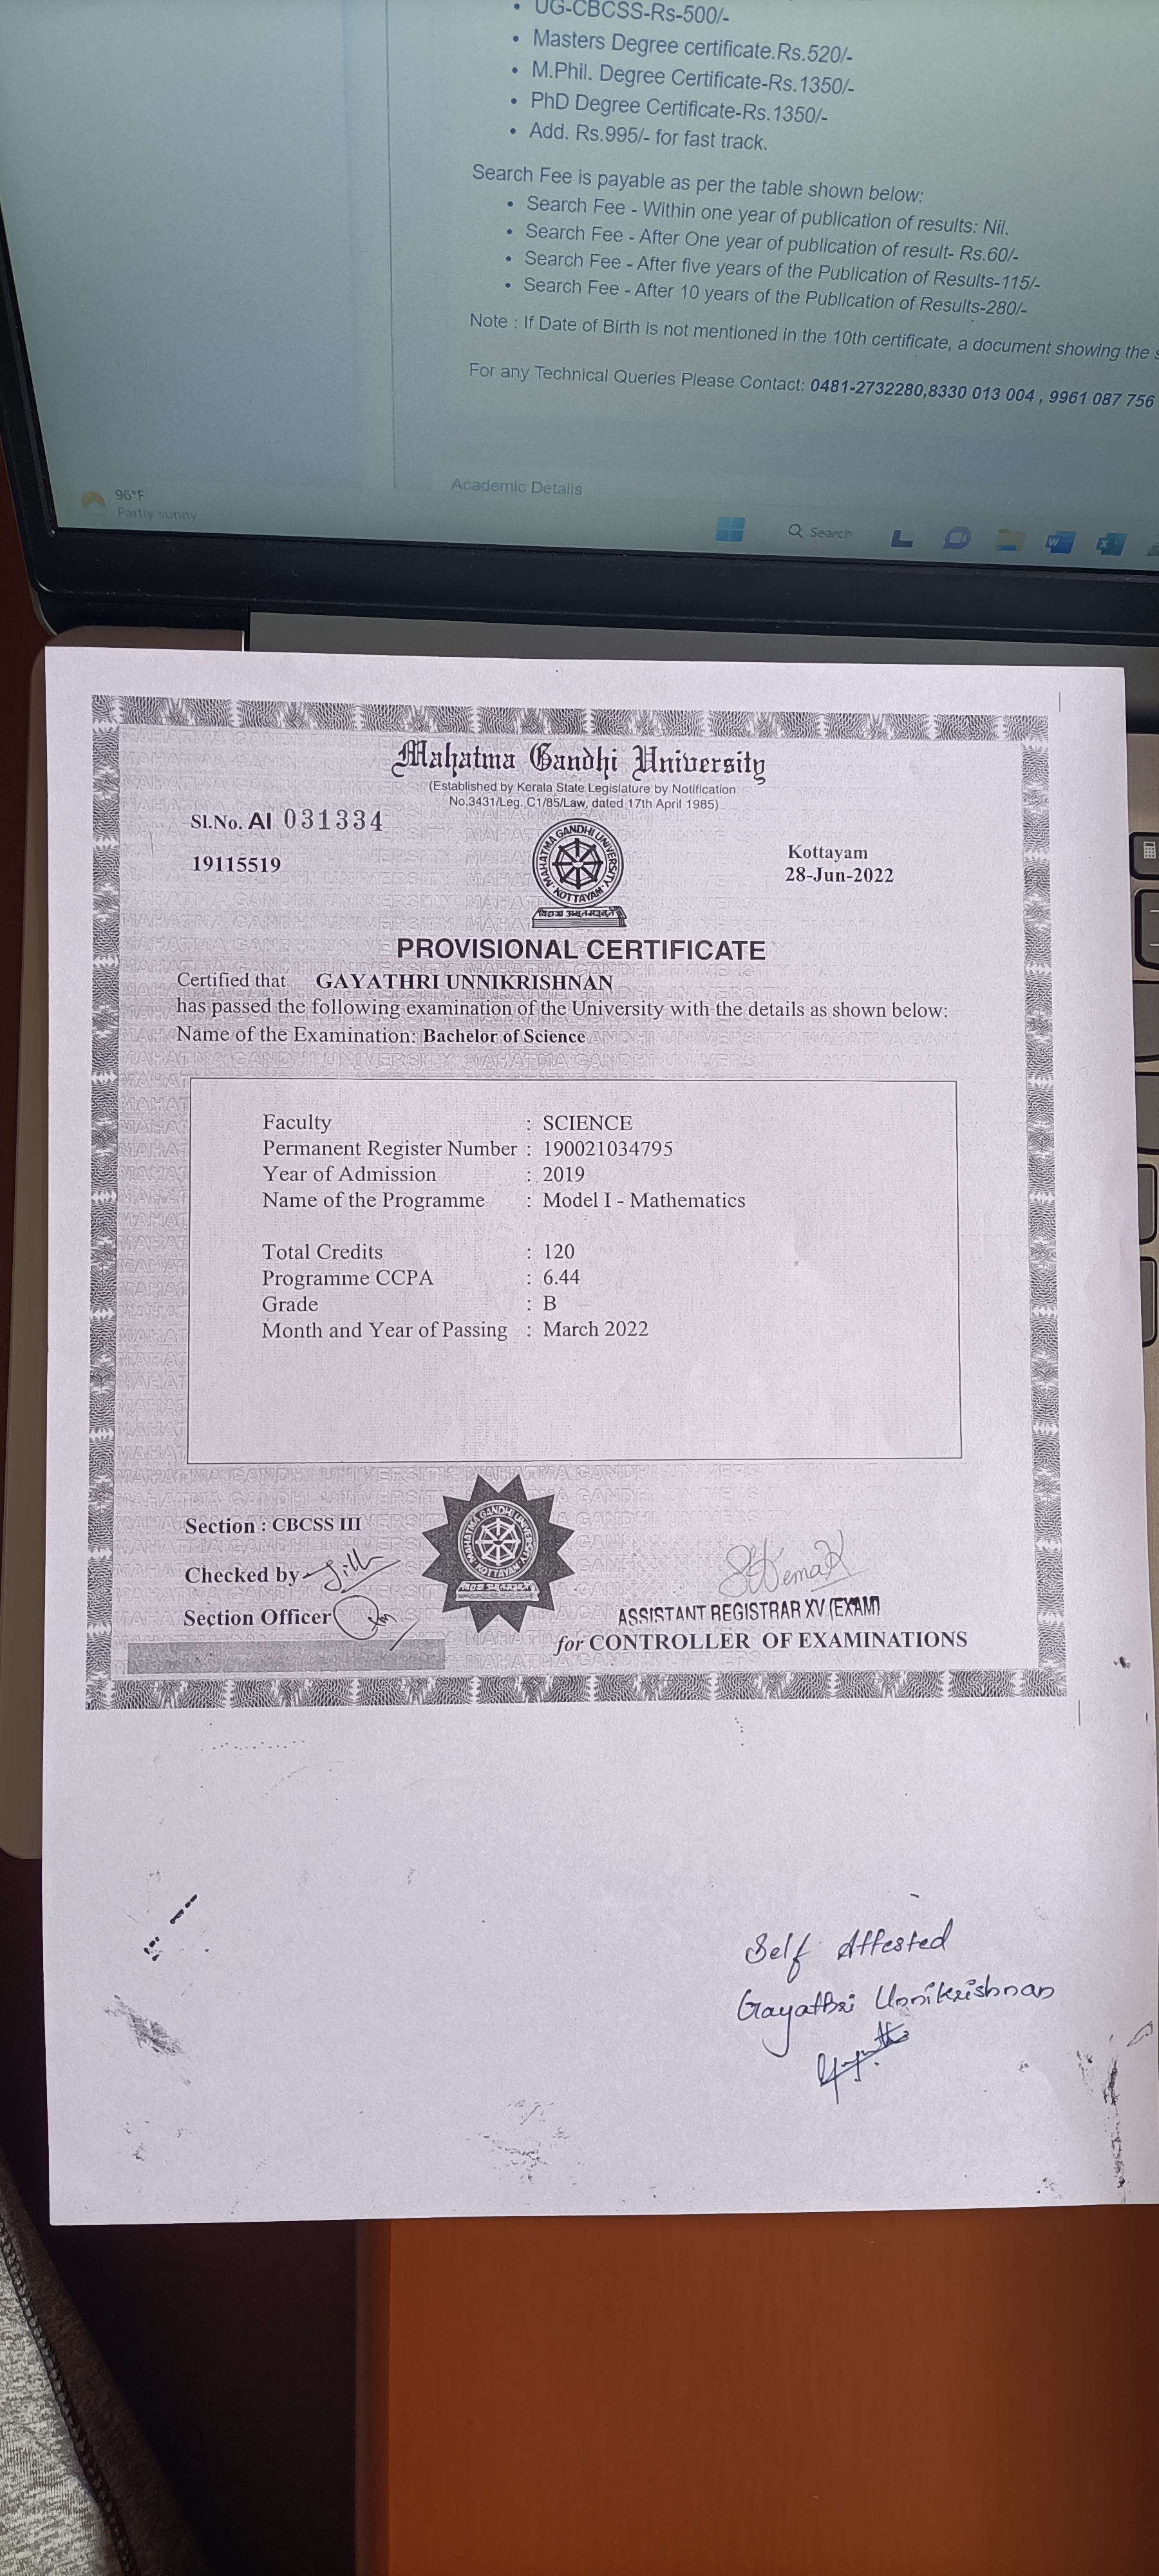 • UG-CBCSS-Rs-500/-
• Masters Degree certificate.Rs.520/-
• M.Phil. Degree Certificate-Rs.1350/-
• PhD Degree Certificate-Rs.1350/-
• Add. Rs.995/- for fast track.
Search Fee is payable as per the table shown below:
• Search Fee - Within one year of publication of results: Nil.
• Search Fee - After One year of publication of result- Rs.60/-
• Search Fee - After five years of the Publication of Results-115/-
• Search Fee - After 10 years of the Publication of Results-280/-
Note : If Date of Birth is not mentioned in the 10th certificate, a document showing the
For any Technical Queries Please Contact: 0481-2732280,8330 013 004 , 9961 087 756
Academic Details
96°F
Partly sunny
Search
Mahatma Gandhi University
(Established by Kerala State Legislature by Notification
No.3431/Leg. C1/85/Law, dated 17th April 1985)
Sl.No. AI 031334
19115519
Kottayam
28-Jun-2022
MAHATMA GANDHI UNIVERSITY
KOTTAYAM
PROVISIONAL CERTIFICATE
Certified that GAYATHRI UNNIKRISHNAN
has passed the following examination of the University with the details as shown below:
Name of the Examination: Bachelor of Science
Faculty : SCIENCE
Permanent Register Number : 190021034795
Year of Admission : 2019
Name of the Programme : Model I - Mathematics
Total Credits : 120
Programme CCPA : 6.44
Grade : B
Month and Year of Passing : March 2022
Section : CBCSS III
Checked by
Section Officer
MAHATMA GANDHI UNIVERSITY
KOTTAYAM
ASSISTANT REGISTRAR XV (EXAM)
for CONTROLLER OF EXAMINATIONS
Self Attested
Gayathri Unnikrishnan